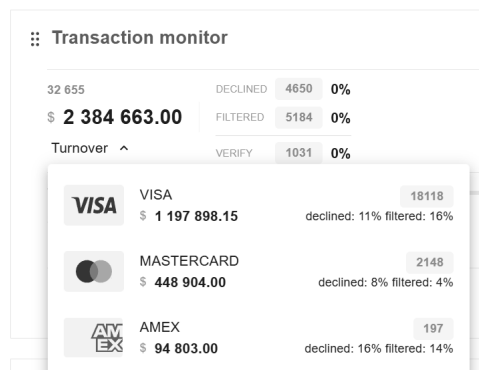 Transaction monitor
32 655
$ 2 384 663.00
Turnover
DECLINED 4650 0%
FILTERED 5184 0%
VERIFY 1031 0%
VISA
VISA 18118
$ 1 197 898.15 declined: 11% filtered: 16%
MASTERCARD 2148
$ 448 904.00 declined: 8% filtered: 4%
AM
EX
AMEX 197
$ 94 803.00 declined: 16% filtered: 14%